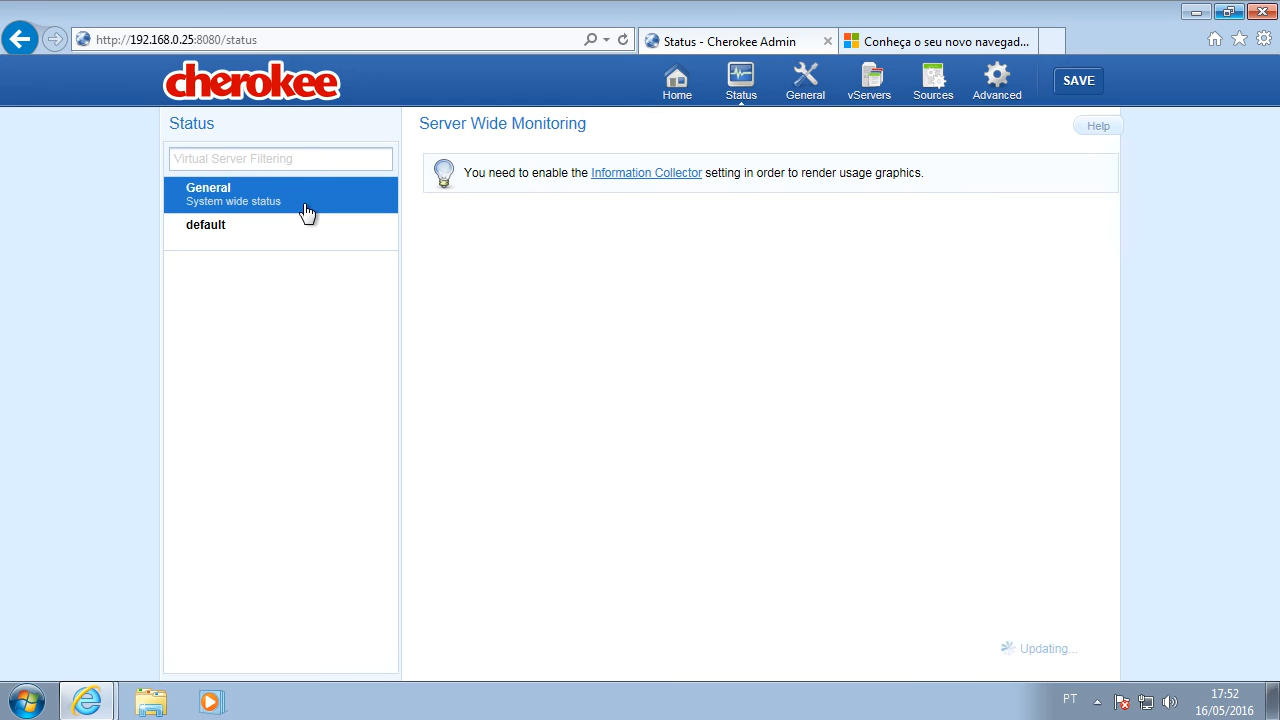 http://192.168.0.25:8080/status
Status - Cherokee Admin
Conheça o seu novo navegad...
cherokee
Home
Status
General
vServers
Sources
Advanced
SAVE
Status
Virtual Server Filtering
General
System wide status
default
Server Wide Monitoring
Help
You need to enable the Information Collector setting in order to render usage graphics.
Updating...
PT
17:52
16/05/2016